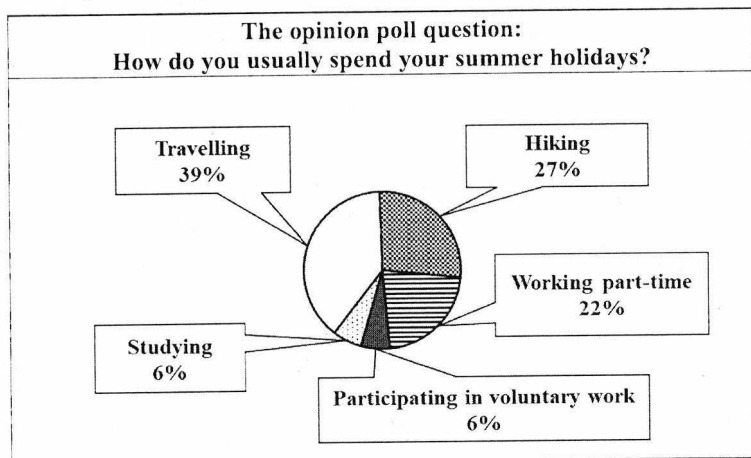 The opinion poll question:
How do you usually spend your summer holidays?
Travelling
39%
Hiking
27%
Working part-time
22%
Studying
6%
Participating in voluntary work
6%